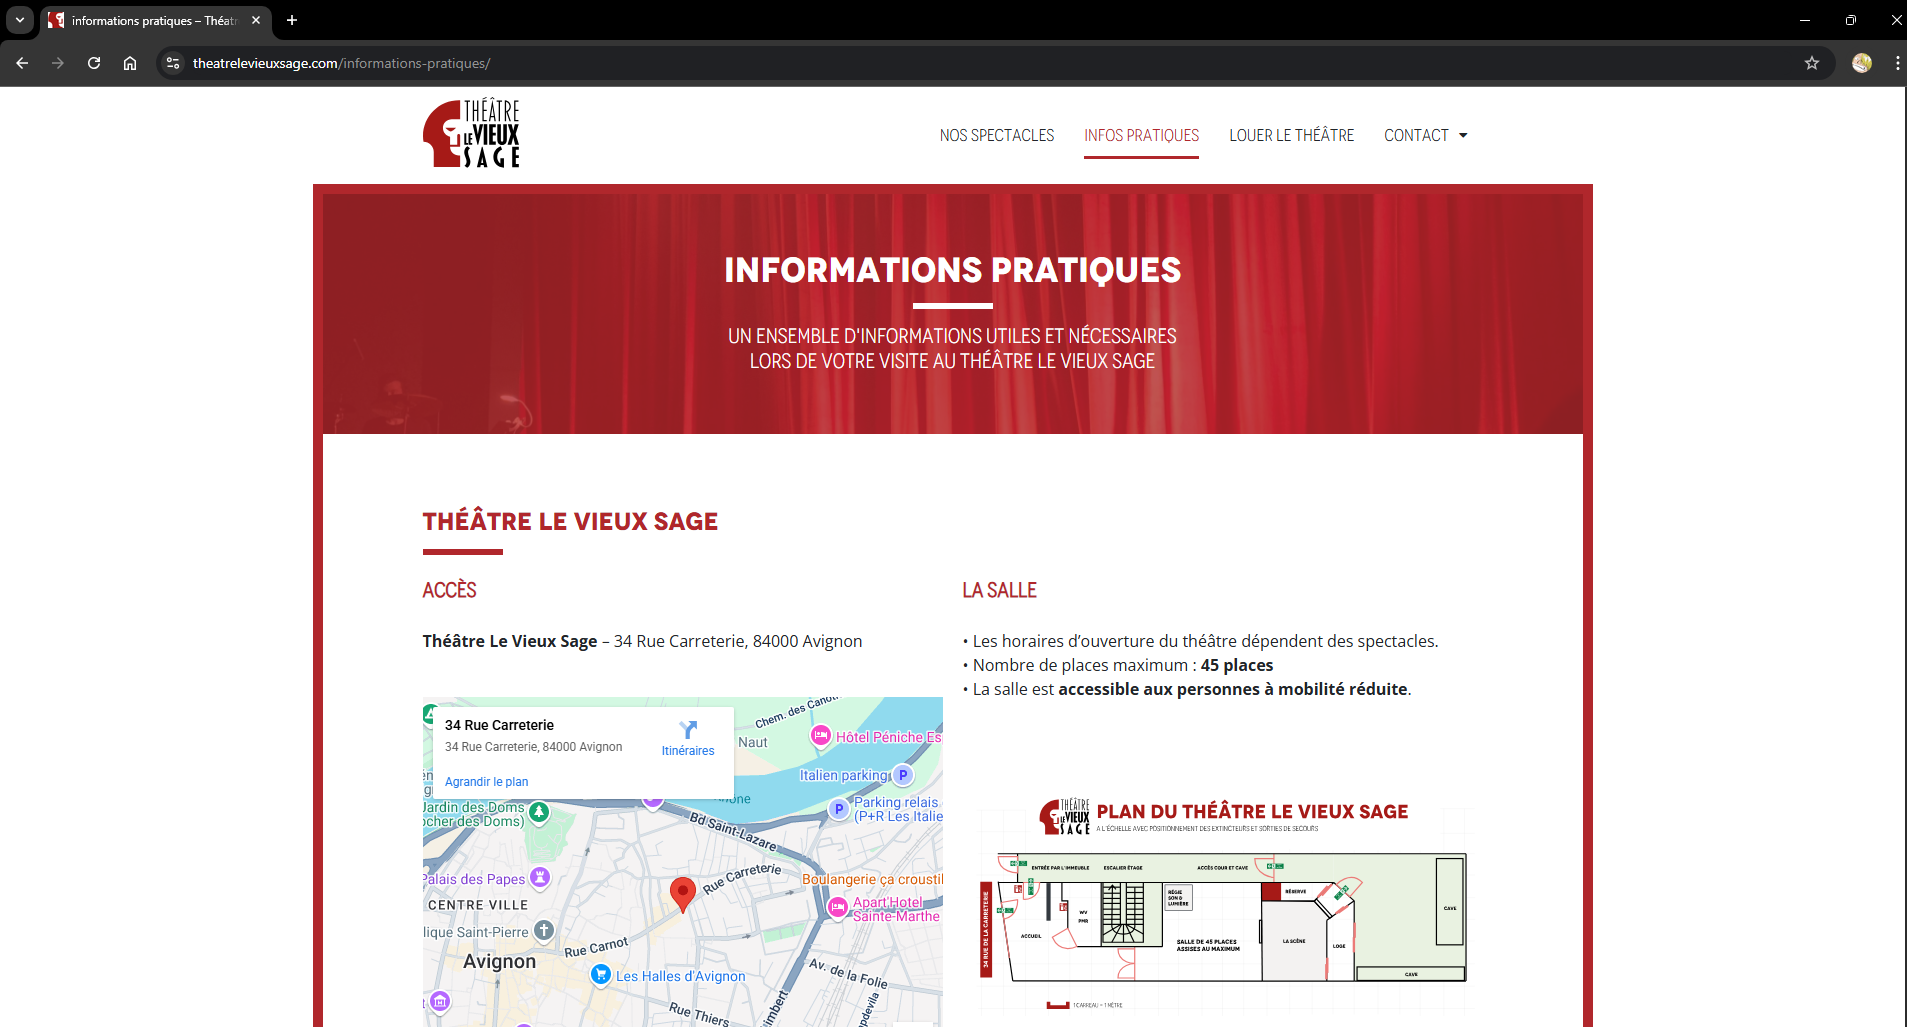 informations pratiques – Théatr
theatrelevieuxsage.com/informations-pratiques/
THÉÂTRE
LE VIEUX
SAGE
NOS SPECTACLES
INFOS PRATIQUES
LOUER LE THÉÂTRE
CONTACT
INFORMATIONS PRATIQUES
UN ENSEMBLE D'INFORMATIONS UTILES ET NÉCESSAIRES
LORS DE VOTRE VISITE AU THÉÂTRE LE VIEUX SAGE
THÉÂTRE LE VIEUX SAGE
ACCÈS
Théâtre Le Vieux Sage – 34 Rue Carreterie, 84000 Avignon
34 Rue Carreterie
34 Rue Carreterie, 84000 Avignon
Itinéraires
Agrandir le plan
Chem. des Canot
Naut
Hôtel Péniche Es
Italien parking
P
Parking relais
(P+R Les Italie
P
Jardin des Doms
ocher des Doms)
Bd Saint-Lazare
Rue Carreterie
Boulangerie ça croustil
Palais des Papes
Apart'Hotel
Sainte-Marthe
CENTRE VILLE
lique Saint-Pierre
Rue Carnot
Avignon
Les Halles d'Avignon
Av. de la Folie
Rue Thiers
imbert
LA SALLE
• Les horaires d’ouverture du théâtre dépendent des spectacles.
• Nombre de places maximum : 45 places
• La salle est accessible aux personnes à mobilité réduite.
THÉÂTRE
LE VIEUX
SAGE
PLAN DU THÉÂTRE LE VIEUX SAGE
A L'ÉCHELLE AVEC POSITIONNEMENT DES EXTINCTEURS ET SORTIES DE SECOURS
ENTRÉE PAR L'IMMEUBLE
ESCALIER ÉTAGE
ACCÈS COUR ET CAVE
34 RUE DE LA CARRETERIE
RÉGIE
SON &
LUMIÈRE
RÉSERVE
WV
PMR
ACCUEIL
SALLE DE 45 PLACES
ASSISES AU MAXIMUM
LA SCÈNE
LOGE
CAVE
CAVE
1 CARREAU = 1 MÈTRE